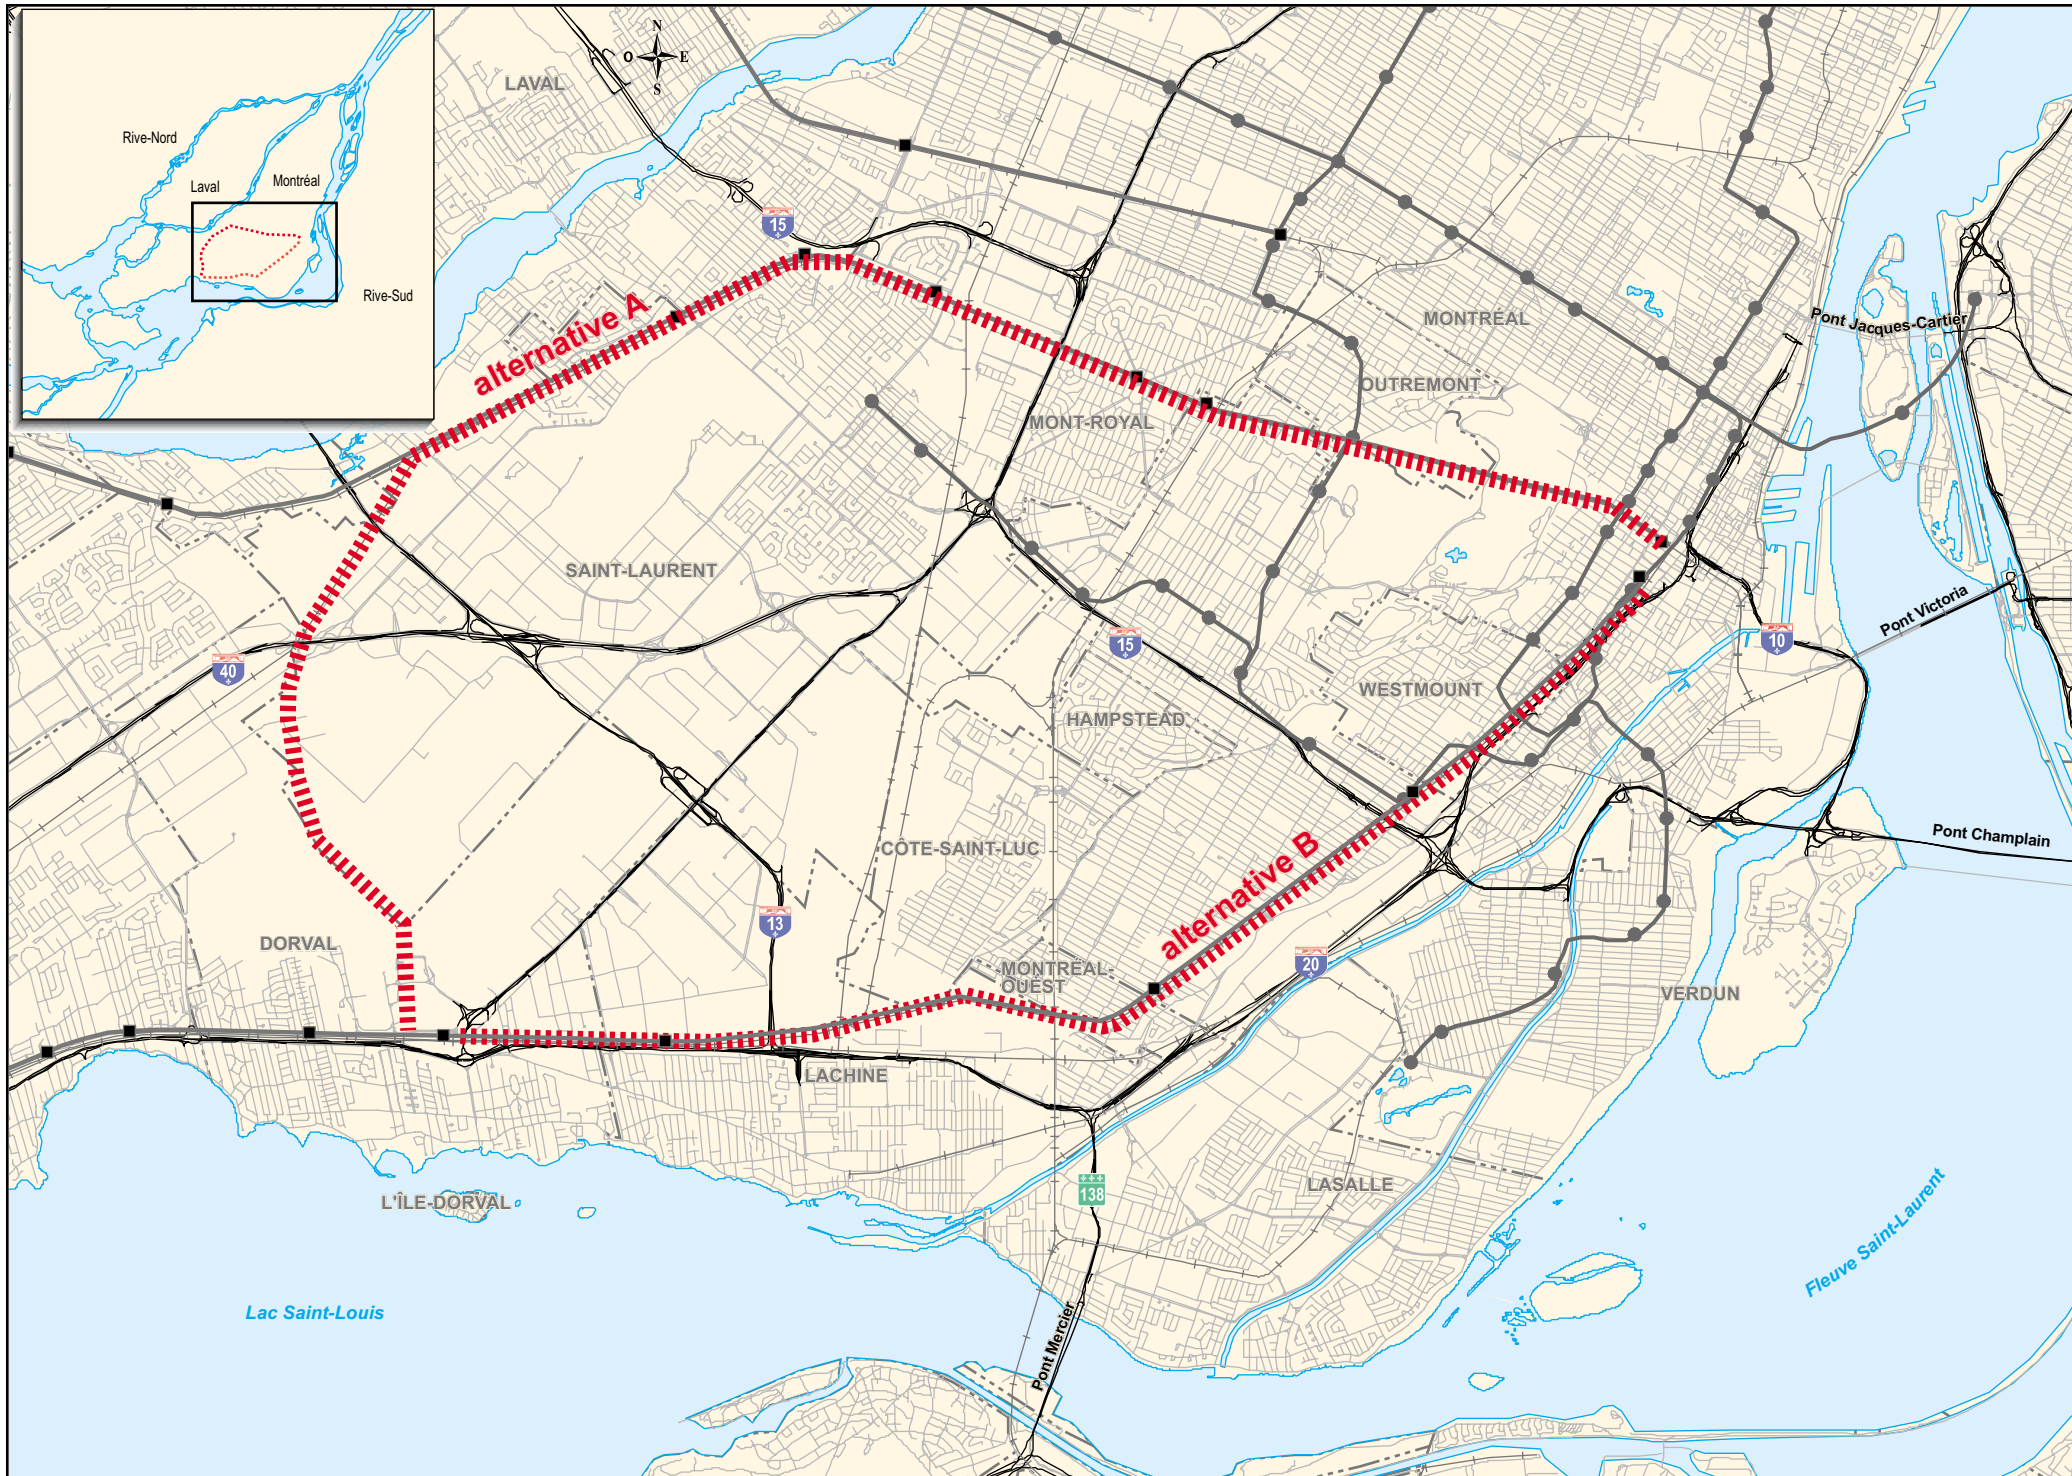 N
O
E
S
LAVAL
Rive-Nord
Laval
Montréal
Rive-Sud
15
alternative A
MONTRÉAL
Pont Jacques-Cartier
OUTREMONT
MONT-ROYAL
SAINT-LAURENT
Pont Victoria
15
10
40
WESTMOUNT
HAMPSTEAD
Pont Champlain
CÔTE-SAINT-LUC
alternative B
13
DORVAL
20
MONTRÉAL-
OUEST
VERDUN
LACHINE
138
LASALLE
L'ÎLE-DORVAL
Fleuve Saint-Laurent
Lac Saint-Louis
Pont Mercier